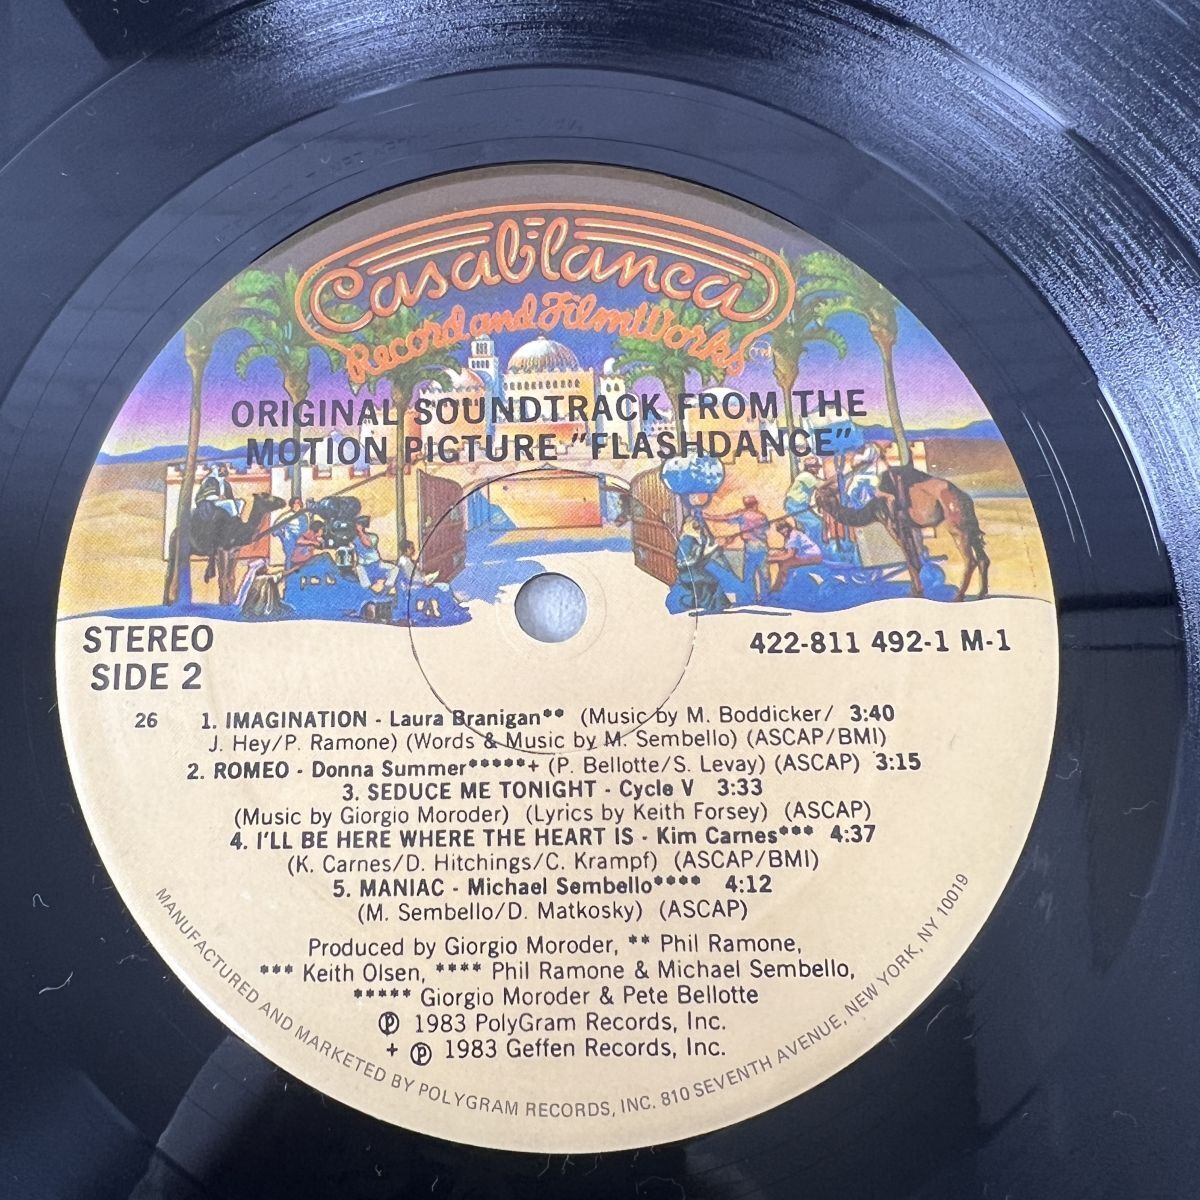 Casablanca
Record and FilmWorks TM
ORIGINAL SOUNDTRACK FROM THE
MOTION PICTURE "FLASHDANCE"
STEREO
SIDE 2
422-811 492-1 M-1
26
1. IMAGINATION - Laura Branigan** (Music by M. Boddicker/ 3:40
J. Hey/P. Ramone) (Words & Music by M. Sembello) (ASCAP/BMI)
2. ROMEO - Donna Summer*****+ (P. Bellotte/S. Levay) (ASCAP) 3:15
3. SEDUCE ME TONIGHT - Cycle V 3:33
(Music by Giorgio Moroder) (Lyrics by Keith Forsey) (ASCAP)
4. I'LL BE HERE WHERE THE HEART IS - Kim Carnes*** 4:37
(K. Carnes/D. Hitchings/C. Krampf) (ASCAP/BMI)
5. MANIAC - Michael Sembello**** 4:12
(M. Sembello/D. Matkosky) (ASCAP)
Produced by Giorgio Moroder, ** Phil Ramone,
*** Keith Olsen, **** Phil Ramone & Michael Sembello,
***** Giorgio Moroder & Pete Bellotte
℗ 1983 PolyGram Records, Inc.
+ ℗ 1983 Geffen Records, Inc.
MANUFACTURED AND MARKETED BY POLYGRAM RECORDS, INC. 810 SEVENTH AVENUE, NEW YORK, NY 10019